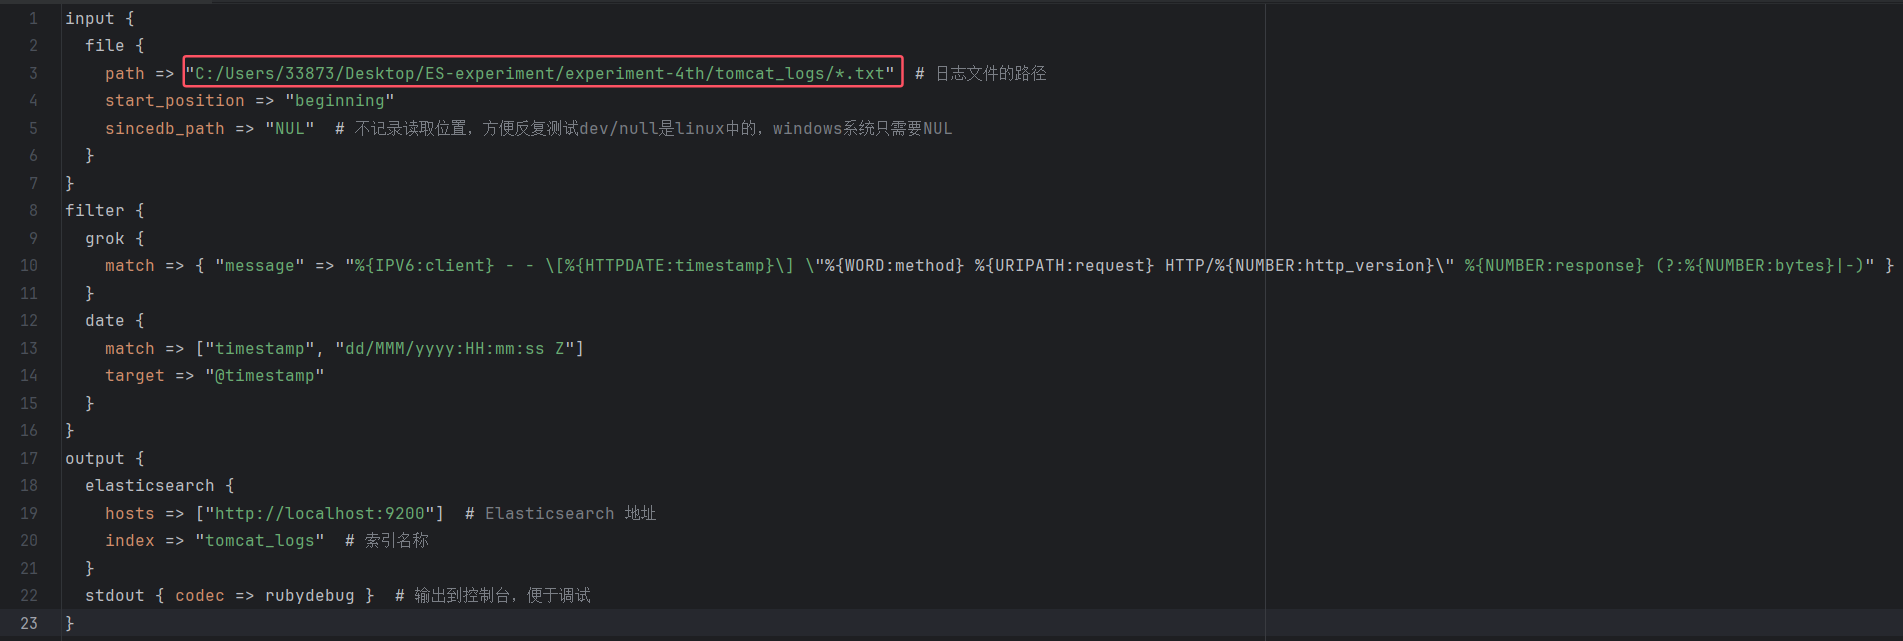 1 input {
2 file {
3 path => "C:/Users/33873/Desktop/ES-experiment/experiment-4th/tomcat_logs/*.txt" # 日志文件的路径
4 start_position => "beginning"
5 sincedb_path => "NUL" # 不记录读取位置，方便反复测试dev/null是linux中的，windows系统只需要NUL
6 }
7 }
8 filter {
9 grok {
10 match => { "message" => "%{IPV6:client} - - \[%{HTTPDATE:timestamp}\] \"%{WORD:method} %{URIPATH:request} HTTP/%{NUMBER:http_version}\" %{NUMBER:response} (?:%{NUMBER:bytes}|-)" }
11 }
12 date {
13 match => ["timestamp", "dd/MMM/yyyy:HH:mm:ss Z"]
14 target => "@timestamp"
15 }
16 }
17 output {
18 elasticsearch {
19 hosts => ["http://localhost:9200"] # Elasticsearch 地址
20 index => "tomcat_logs" # 索引名称
21 }
22 stdout { codec => rubydebug } # 输出到控制台，便于调试
23 }